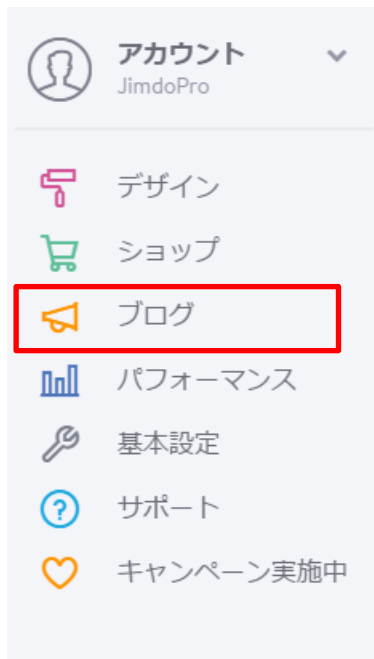 アカウント
JimdoPro
デザイン
ショップ
ブログ
パフォーマンス
基本設定
?
サポート
キャンペーン実施中